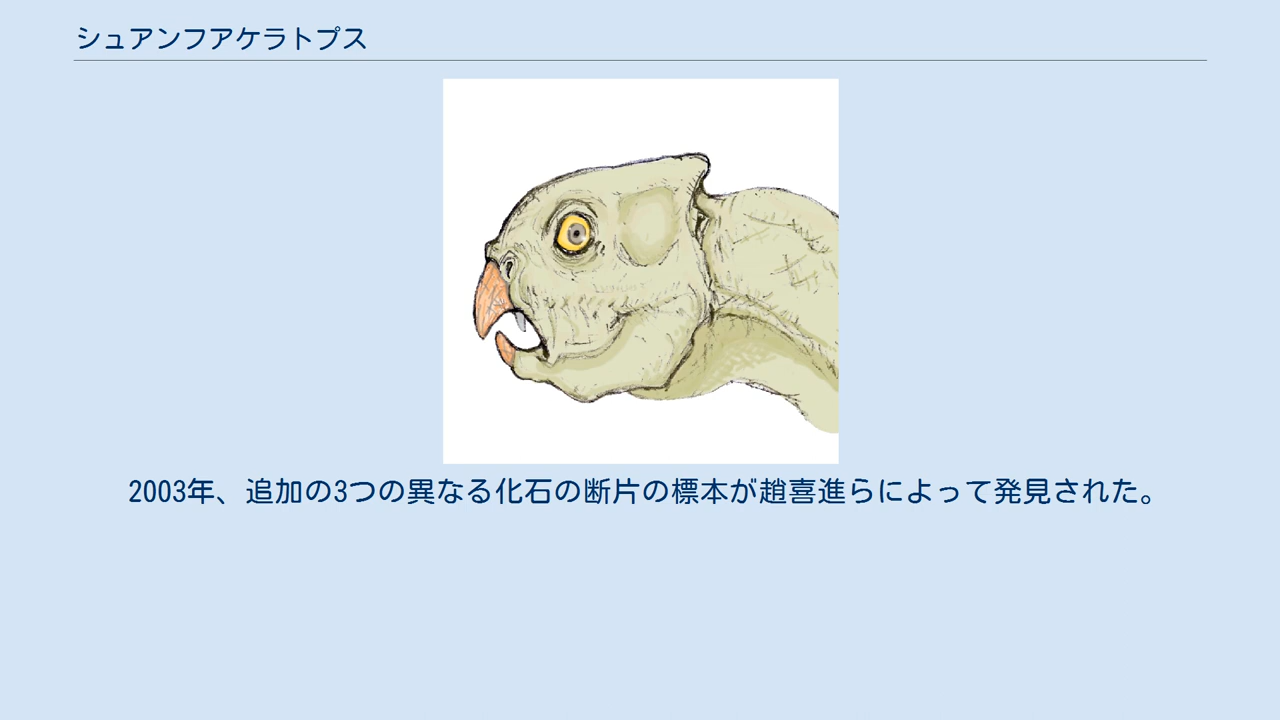 シュアンフアケラトプス
2003年、追加の3つの異なる化石の断片の標本が趙喜進らによって発見された。